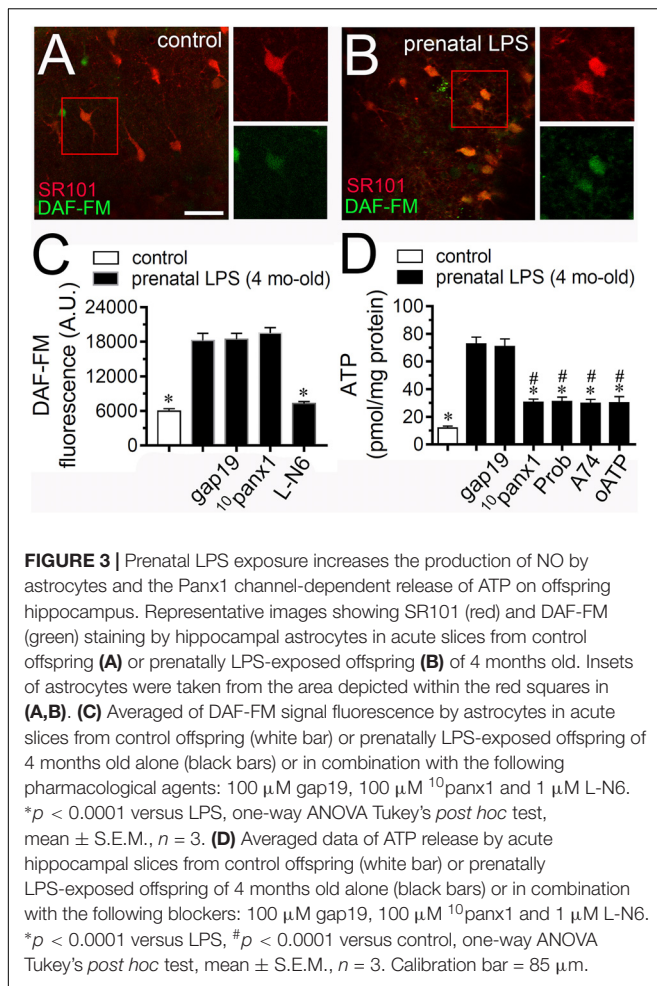 A
control
B
prenatal LPS
SR101
DAF-FM
SR101
DAF-FM
C
control
prenatal LPS (4 mo-old)
DAF-FM
fluorescence (A.U.)
24000
18000
12000
6000
0
*
*
gap19
¹⁰panx1
L-N6
D
control
prenatal LPS (4 mo-old)
ATP
(pmol/mg protein)
100
80
60
40
20
0
*
#
*
#
*
#
*
#
*
gap19
¹⁰panx1
Prob
A74
oATP
FIGURE 3 | Prenatal LPS exposure increases the production of NO by
astrocytes and the Panx1 channel-dependent release of ATP on offspring
hippocampus. Representative images showing SR101 (red) and DAF-FM
(green) staining by hippocampal astrocytes in acute slices from control
offspring (A) or prenatally LPS-exposed offspring (B) of 4 months old. Insets
of astrocytes were taken from the area depicted within the red squares in
(A,B). (C) Averaged of DAF-FM signal fluorescence by astrocytes in acute
slices from control offspring (white bar) or prenatally LPS-exposed offspring of
4 months old alone (black bars) or in combination with the following
pharmacological agents: 100 μM gap19, 100 μM ¹⁰panx1 and 1 μM L-N6.
*p < 0.0001 versus LPS, one-way ANOVA Tukey's post hoc test,
mean ± S.E.M., n = 3. (D) Averaged data of ATP release by acute
hippocampal slices from control offspring (white bar) or prenatally
LPS-exposed offspring of 4 months old alone (black bars) or in combination
with the following blockers: 100 μM gap19, 100 μM ¹⁰panx1 and 1 μM L-N6.
*p < 0.0001 versus LPS, #p < 0.0001 versus control, one-way ANOVA
Tukey's post hoc test, mean ± S.E.M., n = 3. Calibration bar = 85 μm.